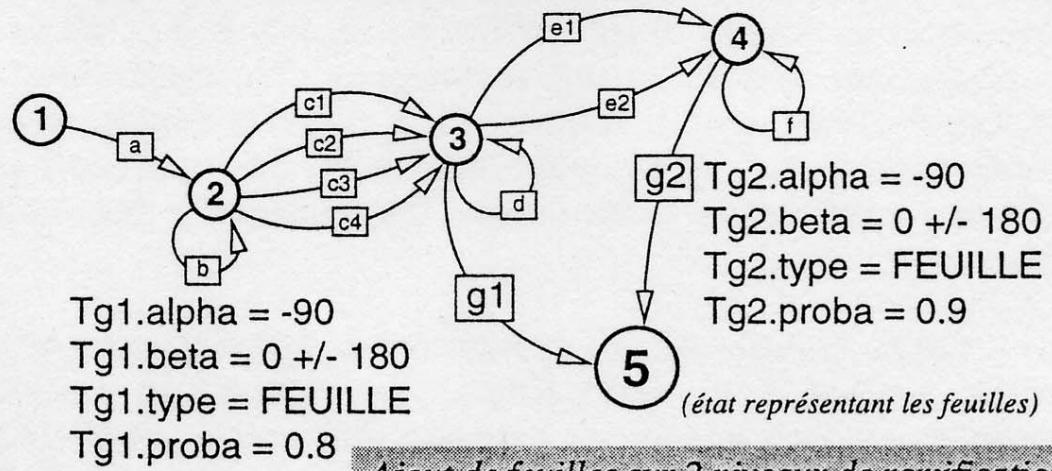 e1
4
1
c1
e2
a
c2
3
f
2
c3
g2
Tg2.alpha = -90
d
c4
Tg2.beta = 0 +/- 180
b
Tg2.type = FEUILLE
g1
Tg1.alpha = -90
Tg2.proba = 0.9
Tg1.beta = 0 +/- 180
5
Tg1.type = FEUILLE
(état représentant les feuilles)
Tg1.proba = 0.8